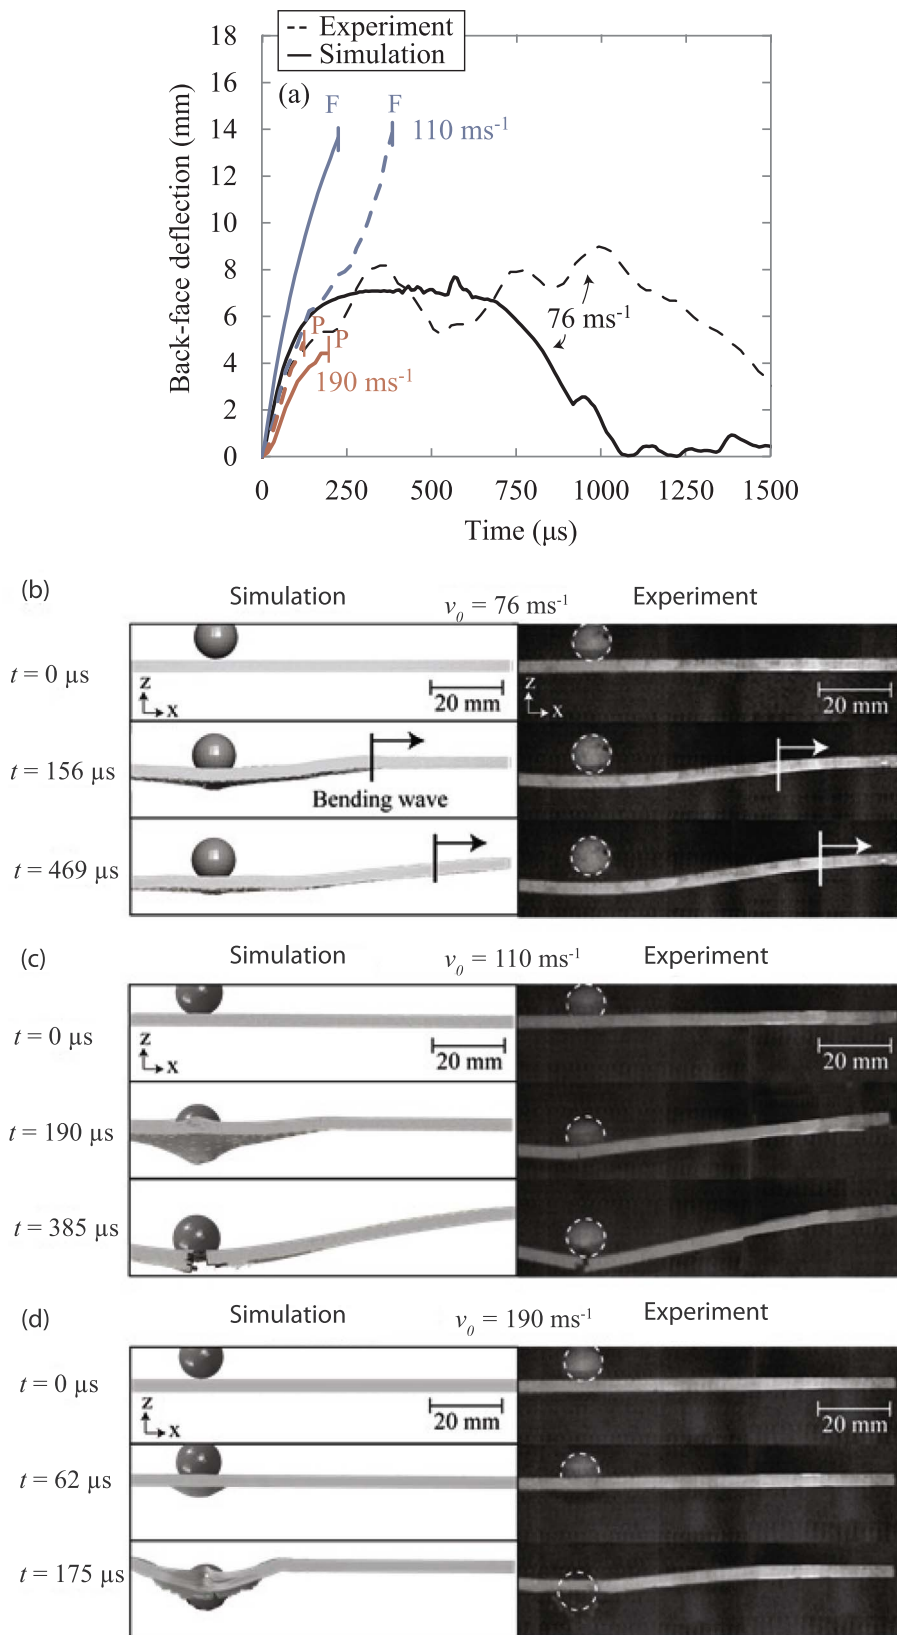 Experiment
Simulation
18
16
14
12
10
8
6
4
2
0
Back-face deflection (mm)
(a)
F
F
110 ms-1
P
P
190 ms-1
76 ms-1
0
250
500
750
1000
1250
1500
Time (µs)
(b)
Simulation
v0 = 76 ms-1
Experiment
t = 0 µs
z
x
20 mm
z
x
20 mm
t = 156 µs
Bending wave
t = 469 µs
(c)
Simulation
v0 = 110 ms-1
Experiment
t = 0 µs
z
x
20 mm
20 mm
t = 190 µs
t = 385 µs
(d)
Simulation
v0 = 190 ms-1
Experiment
t = 0 µs
z
x
20 mm
20 mm
t = 62 µs
t = 175 µs